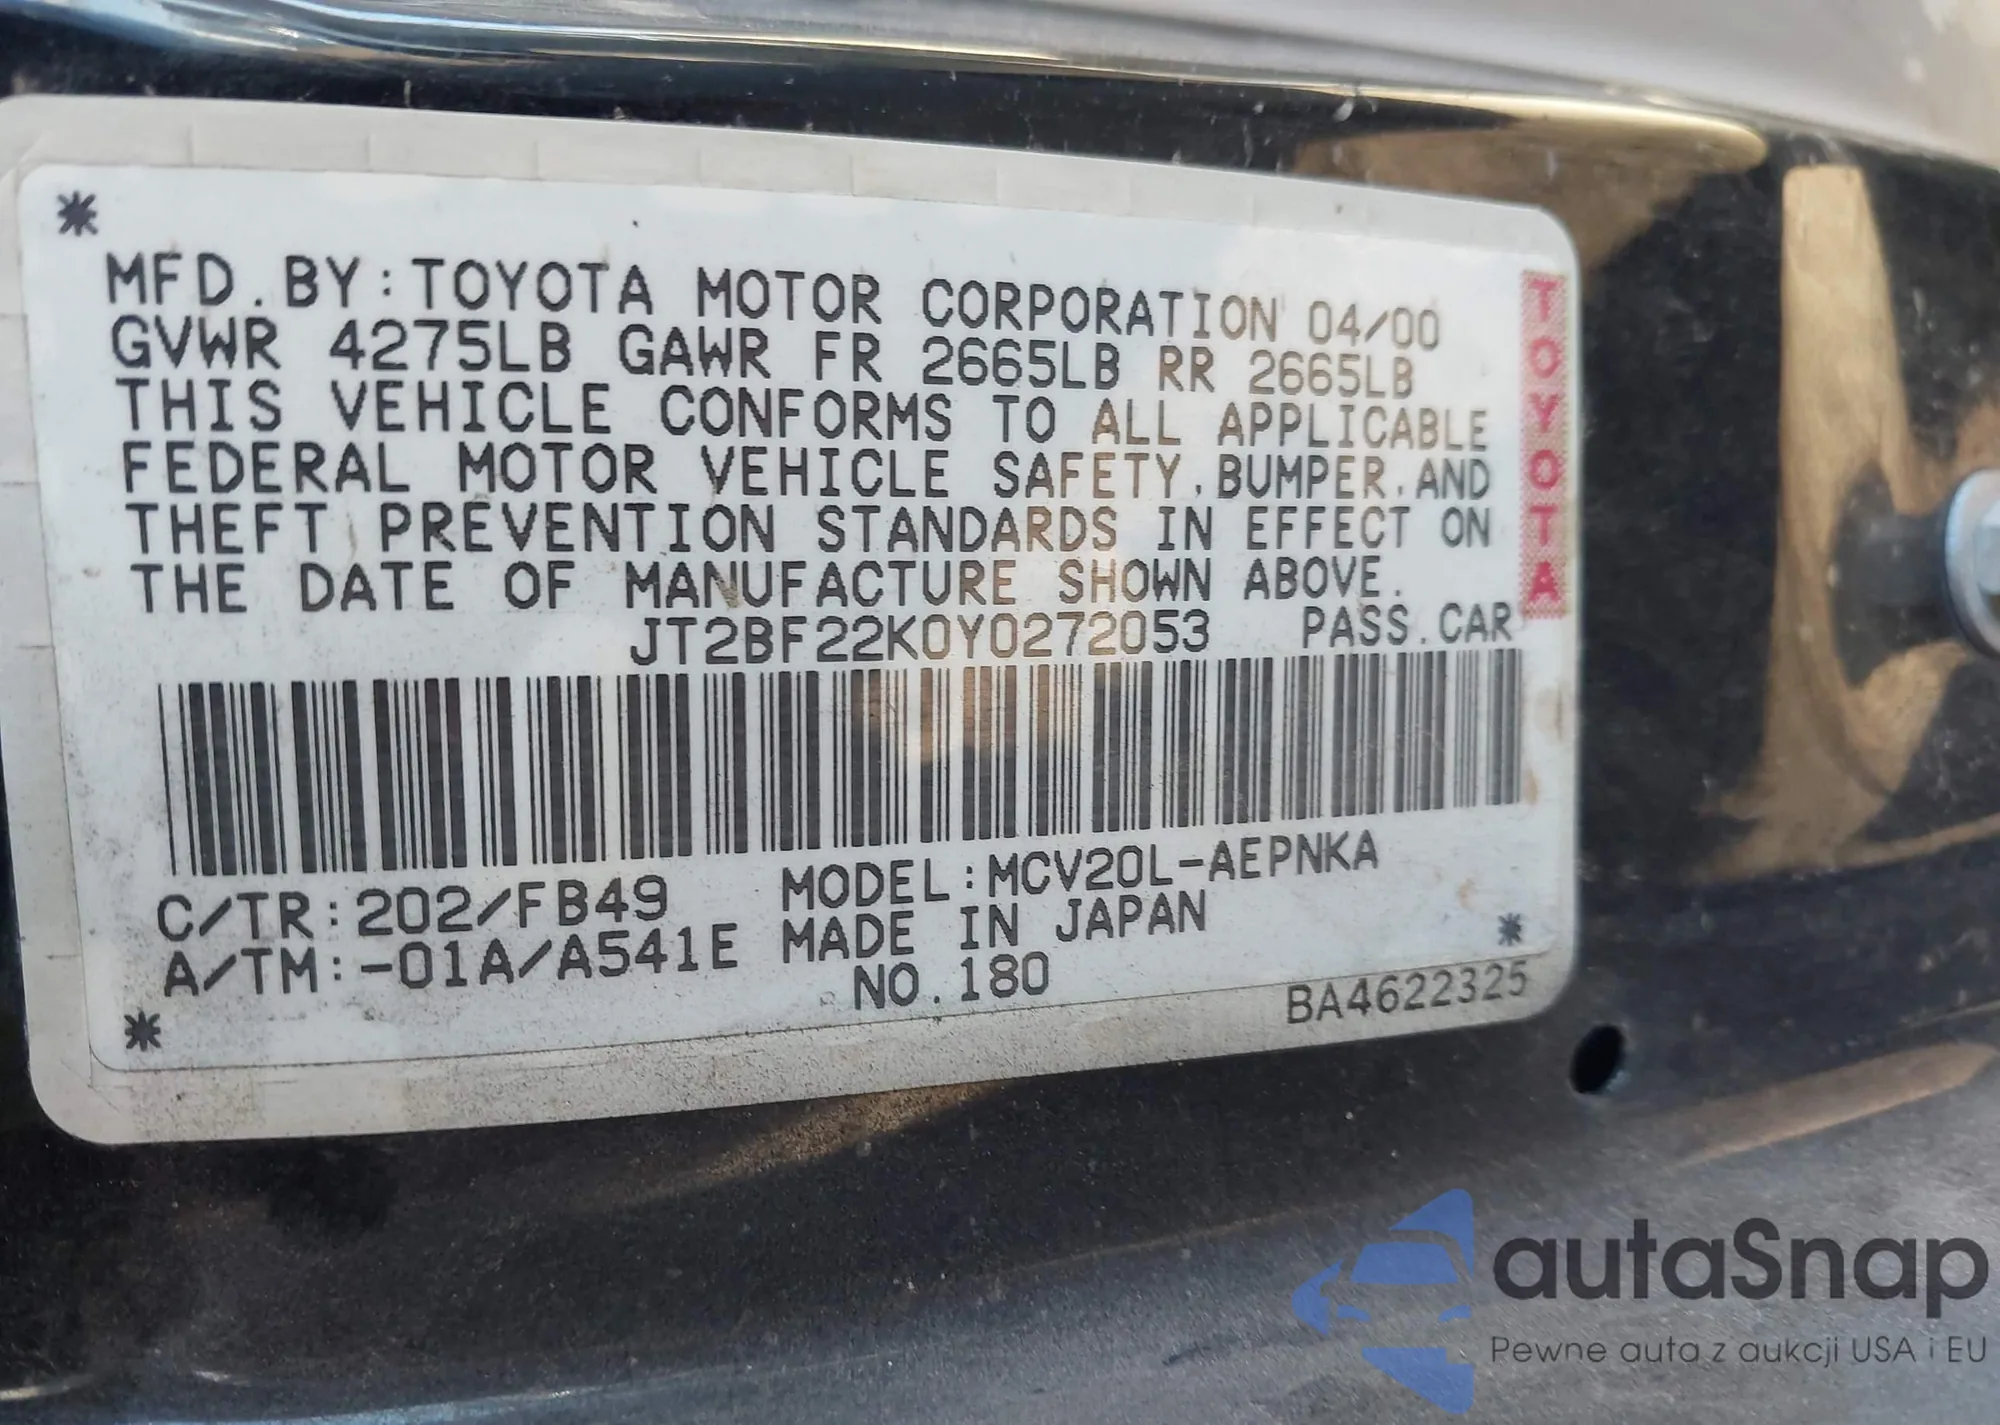 *
MFD.BY:TOYOTA MOTOR CORPORATION 04/00
GVWR 4275LB GAWR FR 2665LB RR 2665LB
THIS VEHICLE CONFORMS TO ALL APPLICABLE
FEDERAL MOTOR VEHICLE SAFETY,BUMPER,AND
THEFT PREVENTION STANDARDS IN EFFECT ON
THE DATE OF MANUFACTURE SHOWN ABOVE.
JT2BF22K0Y0272053 PASS.CAR
TOYOTA
C/TR:202/FB49 MODEL:MCV20L-AEPNKA
A/TM:-01A/A541E MADE IN JAPAN *
NO.180
* BA4622325
autaSnap
Pewne auta z aukcji USA i EU